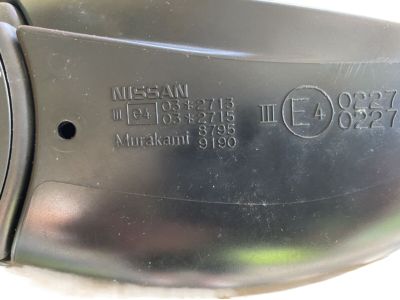 NISSAN
III e4 03*2713
03*2715
Murakami 8795
9190
III E4 0227
0227